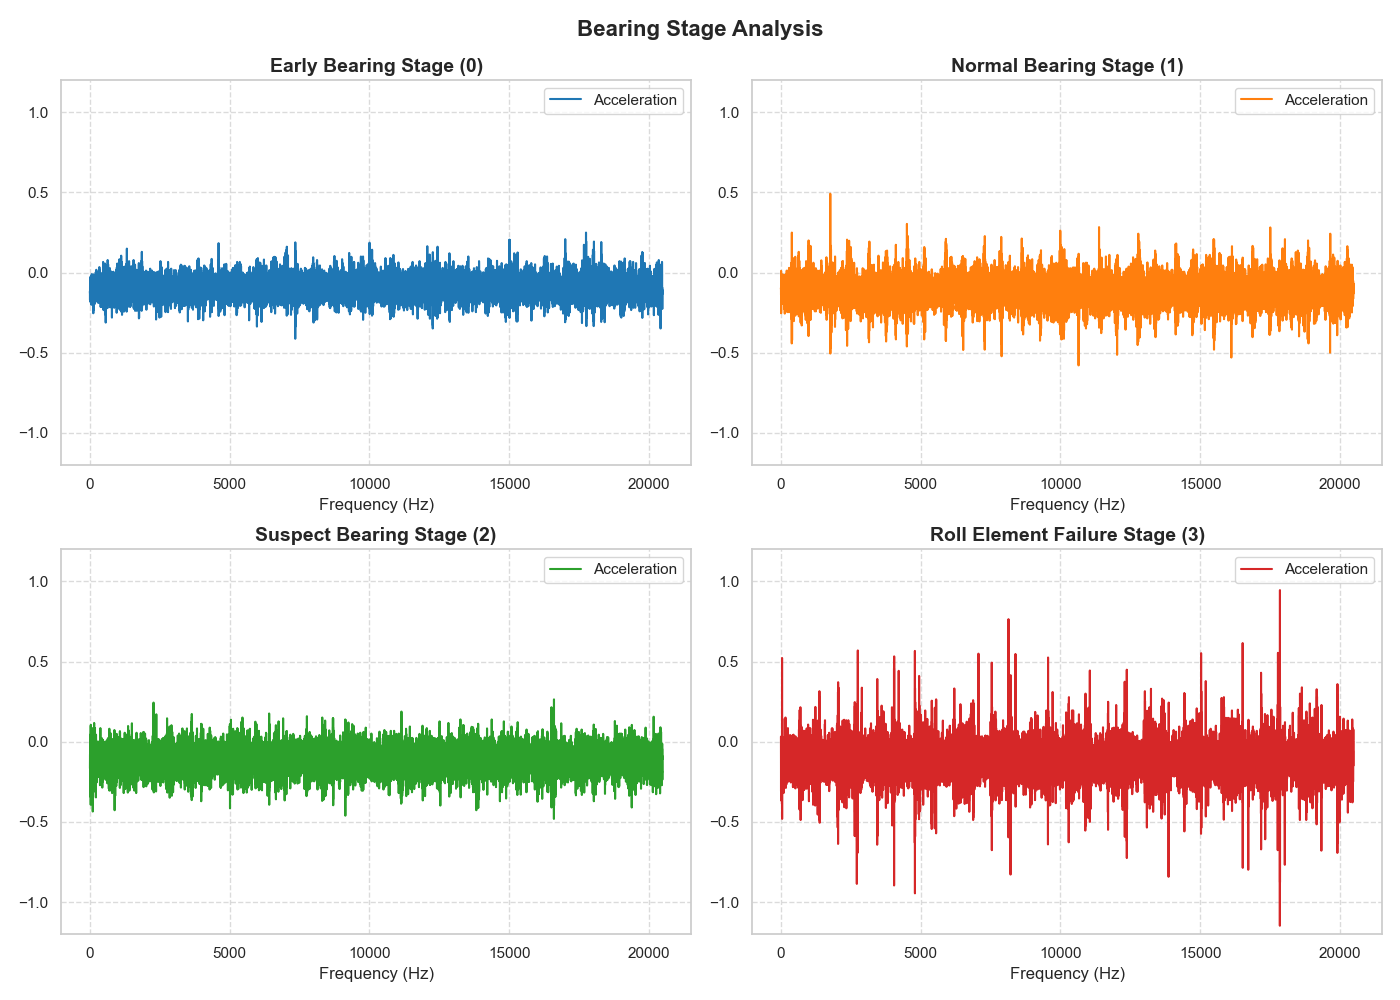 Bearing Stage Analysis
Early Bearing Stage (0)
Acceleration
1.0
0.5
0.0
−0.5
−1.0
0 5000 10000 15000 20000
Frequency (Hz)
Normal Bearing Stage (1)
Acceleration
1.0
0.5
0.0
−0.5
−1.0
0 5000 10000 15000 20000
Frequency (Hz)
Suspect Bearing Stage (2)
Acceleration
1.0
0.5
0.0
−0.5
−1.0
0 5000 10000 15000 20000
Frequency (Hz)
Roll Element Failure Stage (3)
Acceleration
1.0
0.5
0.0
−0.5
−1.0
0 5000 10000 15000 20000
Frequency (Hz)